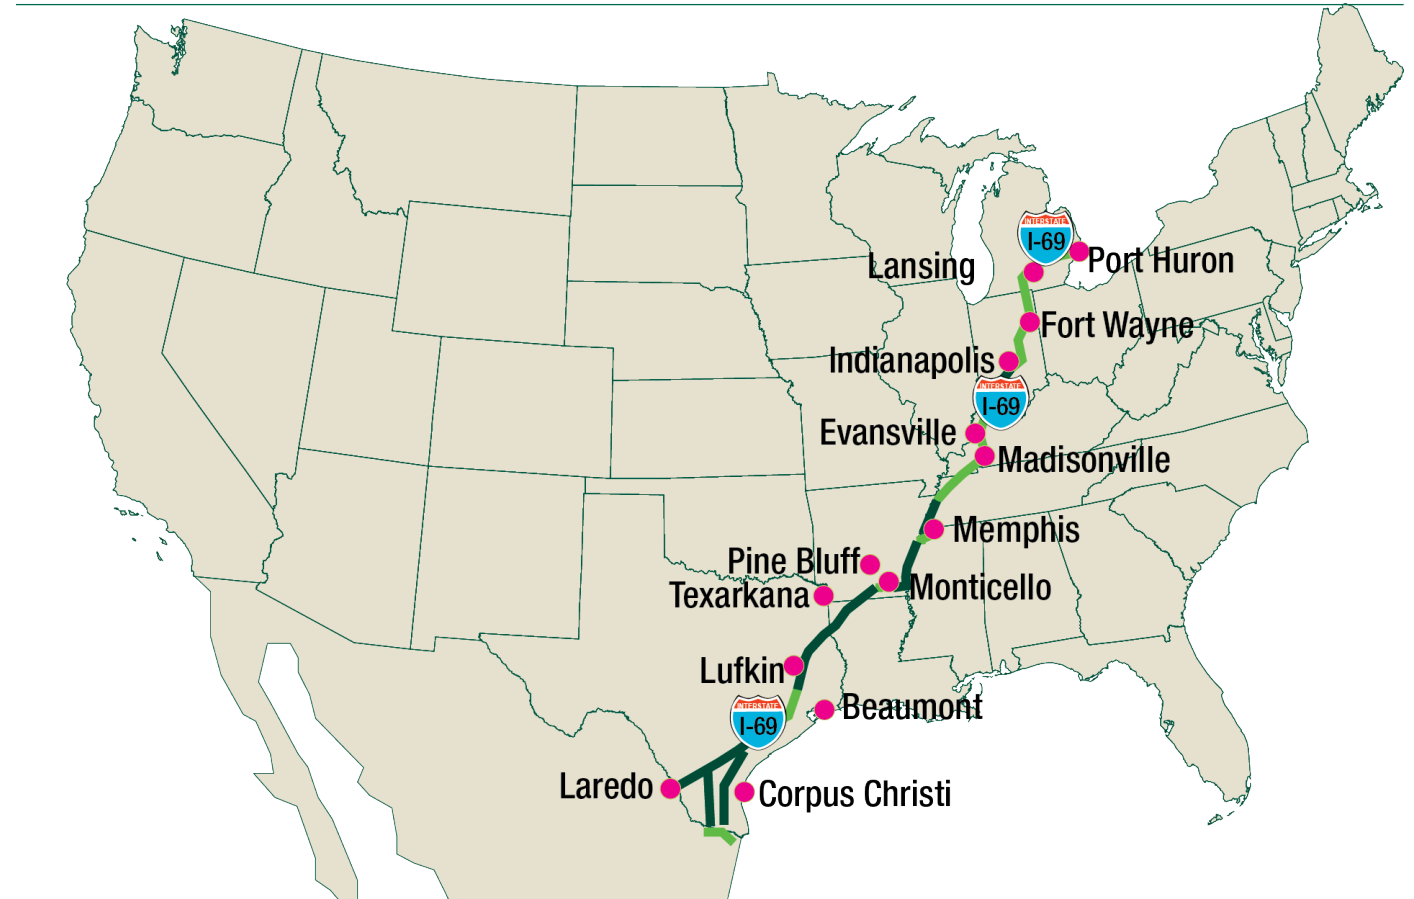 INTERSTATE
I-69
Port Huron
Lansing
Fort Wayne
Indianapolis
INTERSTATE
I-69
Evansville
Madisonville
Memphis
Pine Bluff
Monticello
Texarkana
Lufkin
INTERSTATE
I-69
Beaumont
Laredo
Corpus Christi